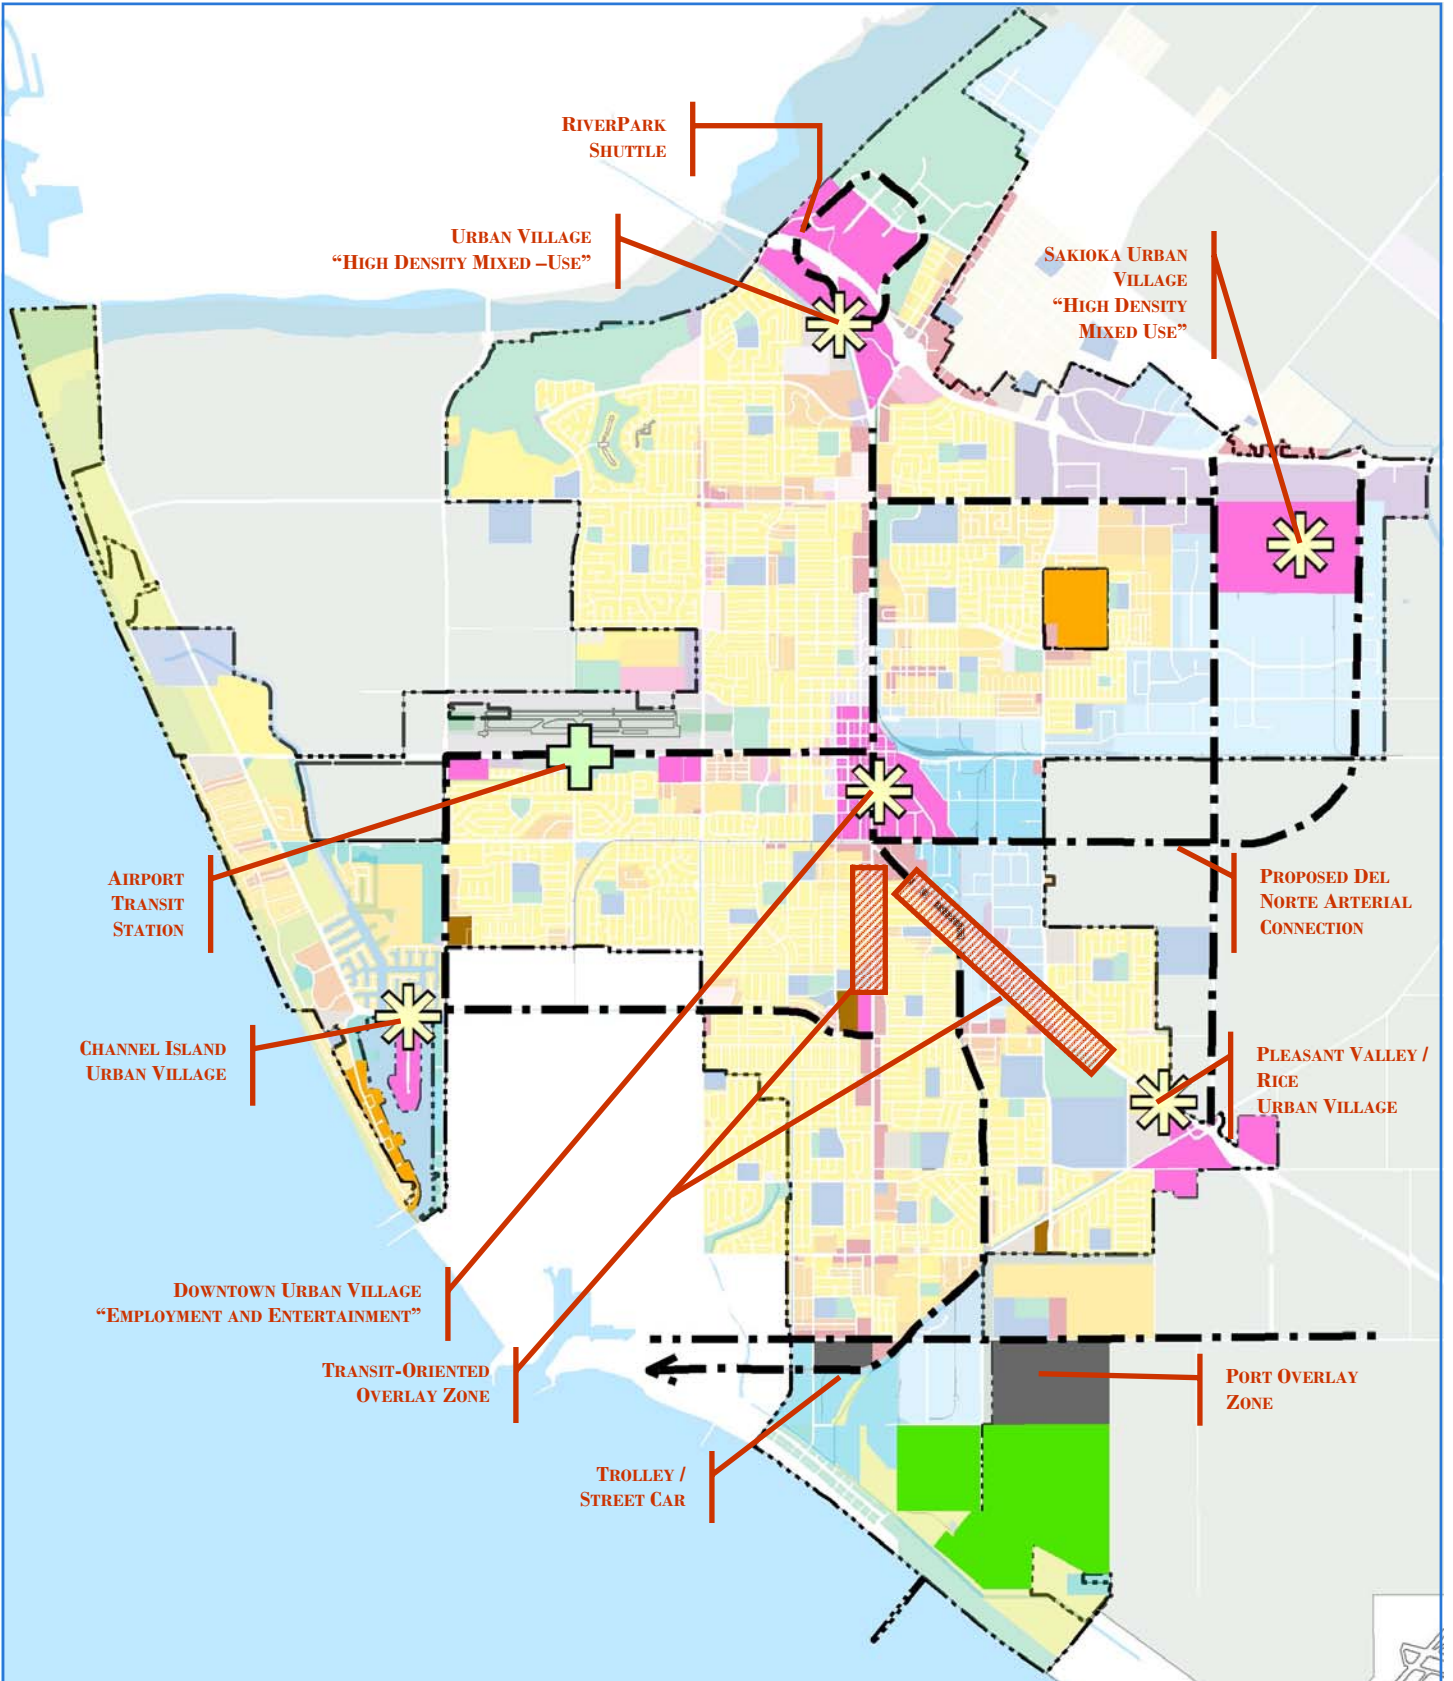 RIVERPARK
SHUTTLE
URBAN VILLAGE
“HIGH DENSITY MIXED –USE”
SAKIOKA URBAN
VILLAGE
“HIGH DENSITY
MIXED USE”
AIRPORT
TRANSIT
STATION
PROPOSED DEL
NORTE ARTERIAL
CONNECTION
CHANNEL ISLAND
URBAN VILLAGE
PLEASANT VALLEY /
RICE
URBAN VILLAGE
DOWNTOWN URBAN VILLAGE
“EMPLOYMENT AND ENTERTAINMENT”
TRANSIT-ORIENTED
OVERLAY ZONE
PORT OVERLAY
ZONE
TROLLEY /
STREET CAR